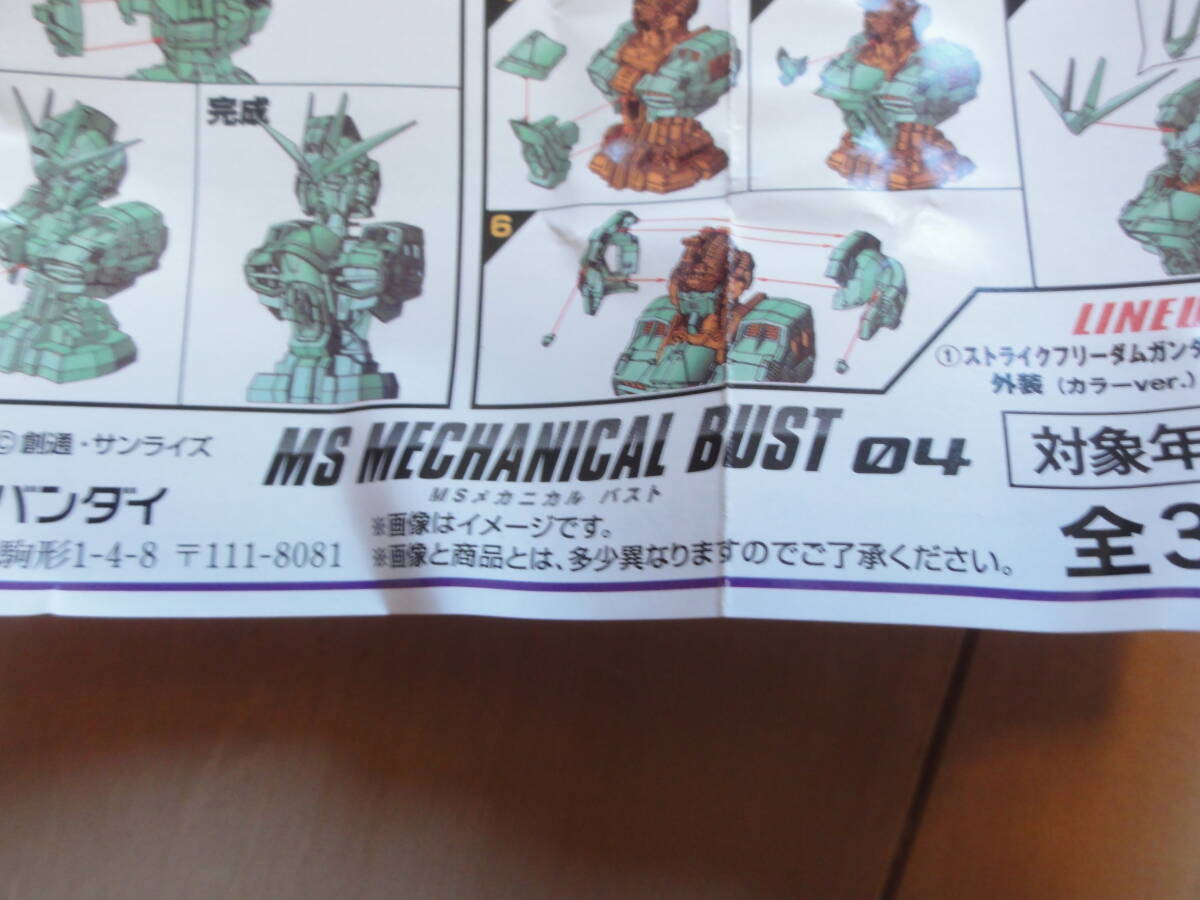 完成
6
LINEU
①ストライクフリーダムガンダ
外装（カラーver.）
©創通・サンライズ
MS MECHANICAL BUST 04
MSメカニカル バスト
対象年
バンダイ
※画像はイメージです。
駒形1-4-8 〒111-8081
※画像と商品とは、多少異なりますのでご了承ください。
全3